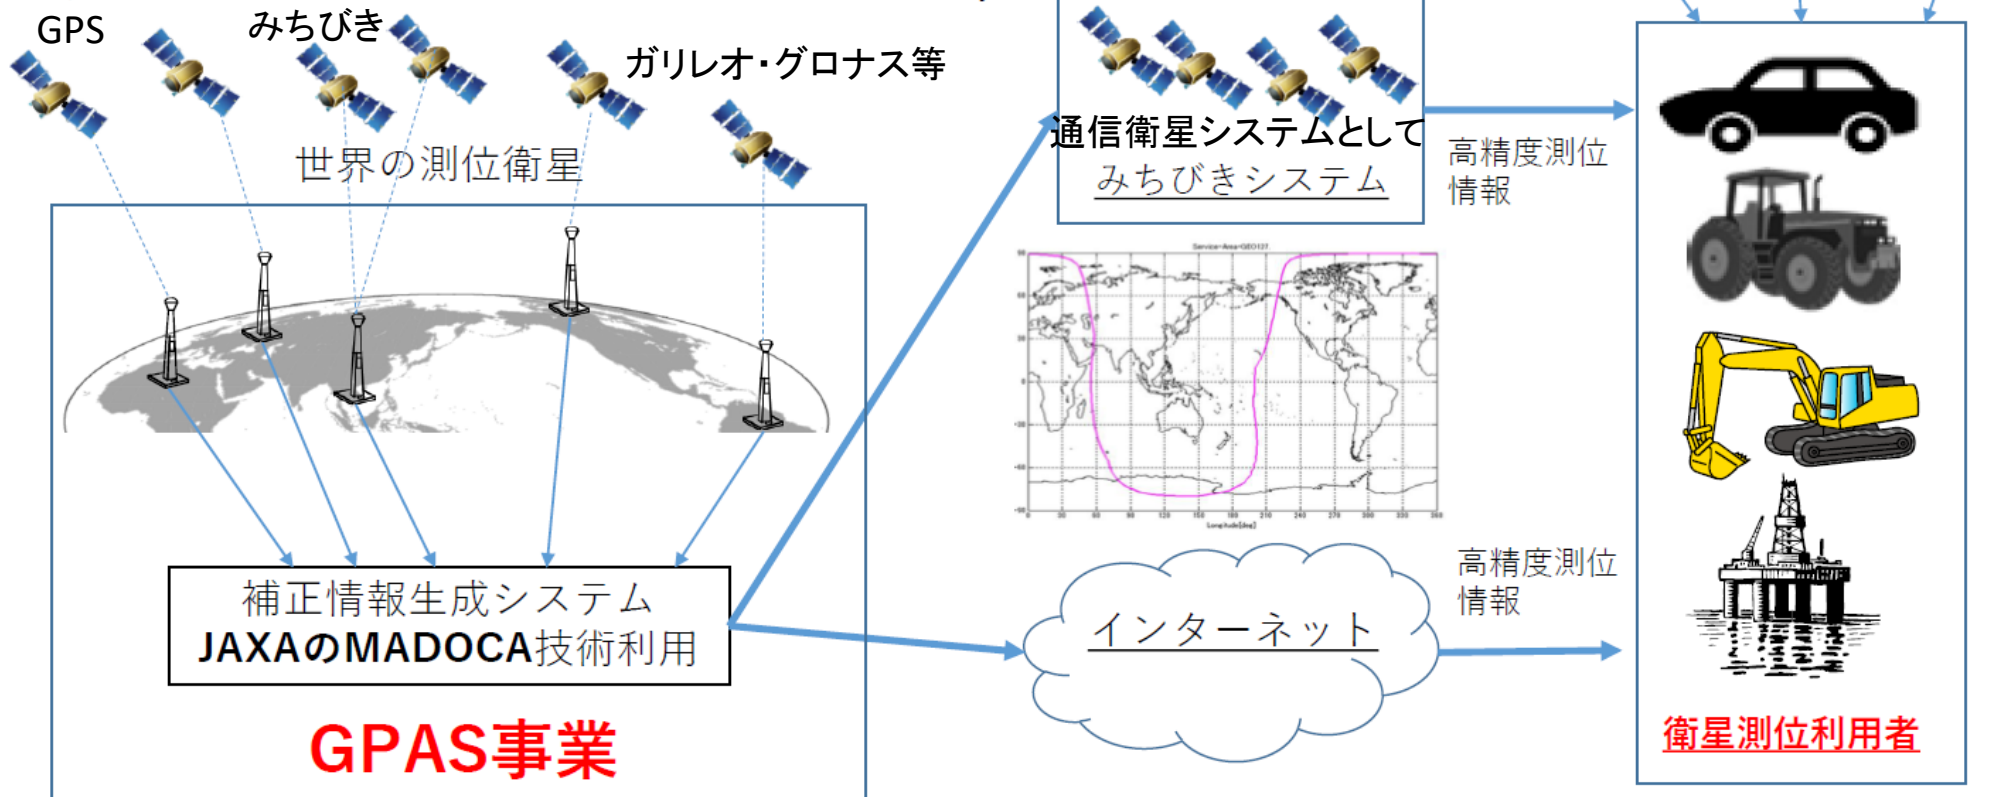 GPS
みちびき
ガリレオ・グロナス等
世界の測位衛星
通信衛星システムとして
みちびきシステム
高精度測位
情報
補正情報生成システム
JAXAのMADOCA技術利用
GPAS事業
インターネット
高精度測位
情報
衛星測位利用者